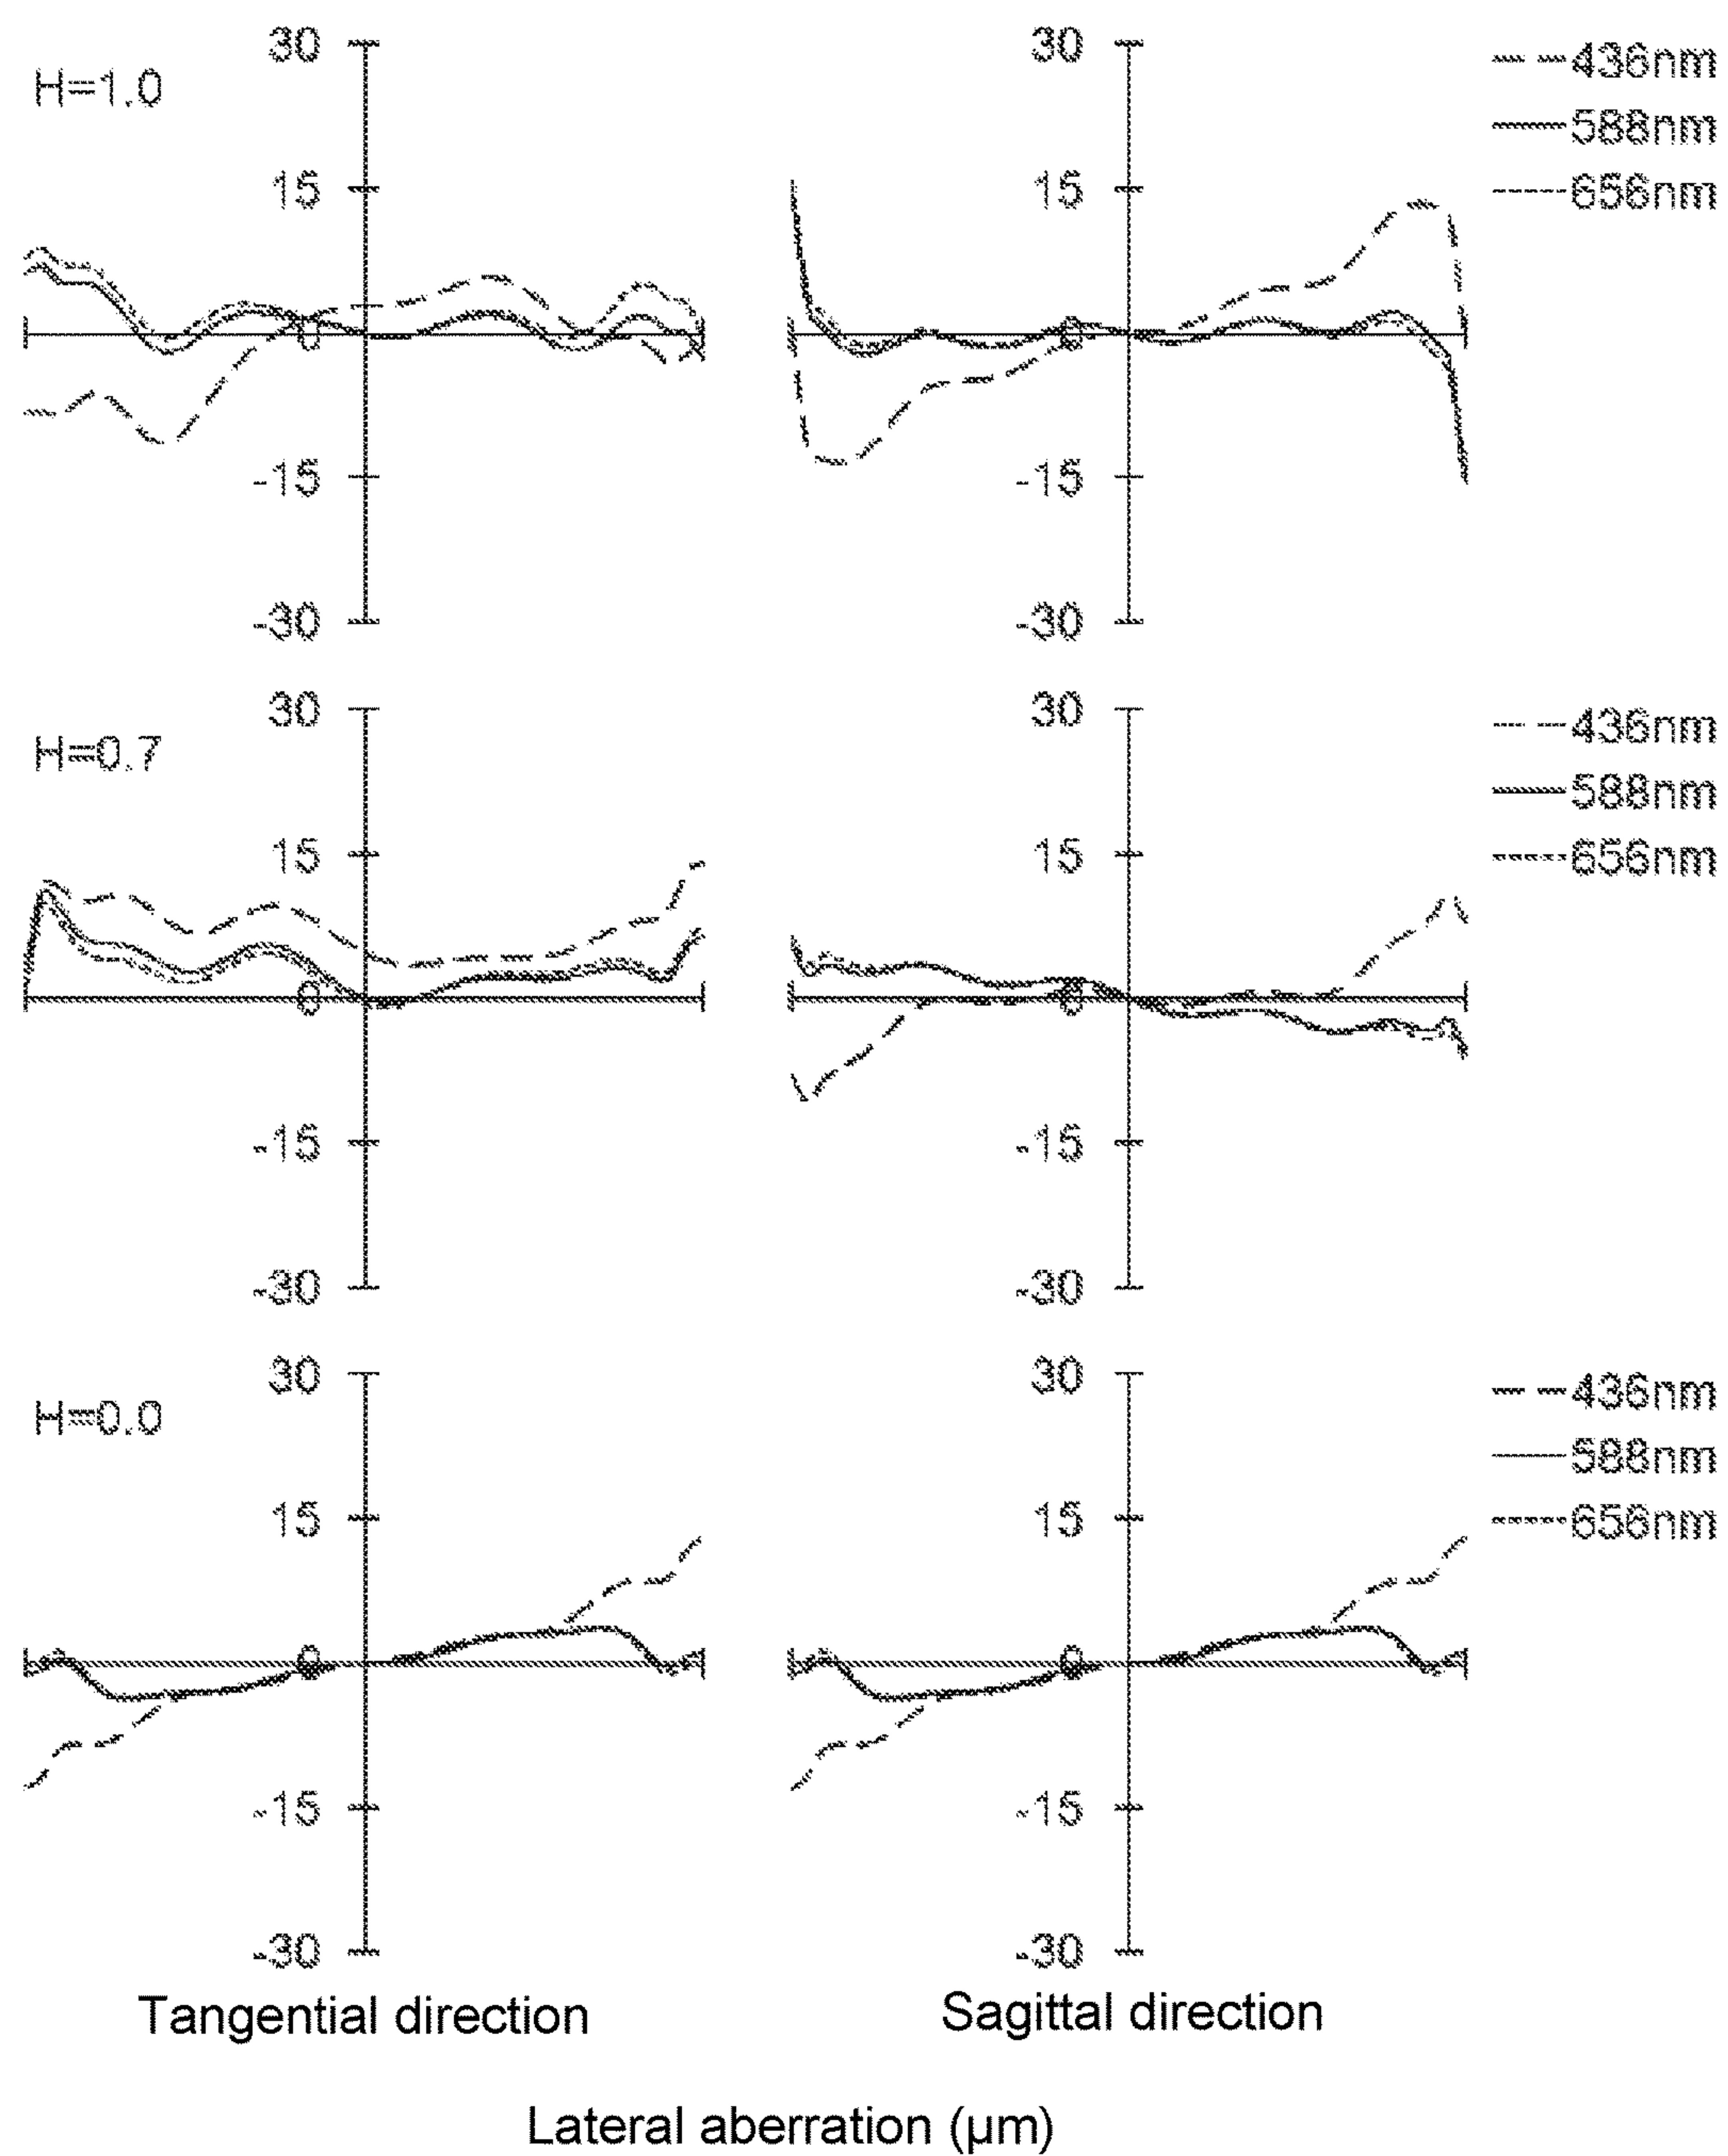 H=1.0
30
15
0
-15
-30
30
15
0
-15
-30
436nm
588nm
656nm
H=0.7
30
15
0
-15
-30
30
15
0
-15
-30
436nm
588nm
656nm
H=0.0
30
15
0
-15
-30
30
15
0
-15
-30
436nm
588nm
656nm
Tangential direction
Sagittal direction
Lateral aberration (μm)